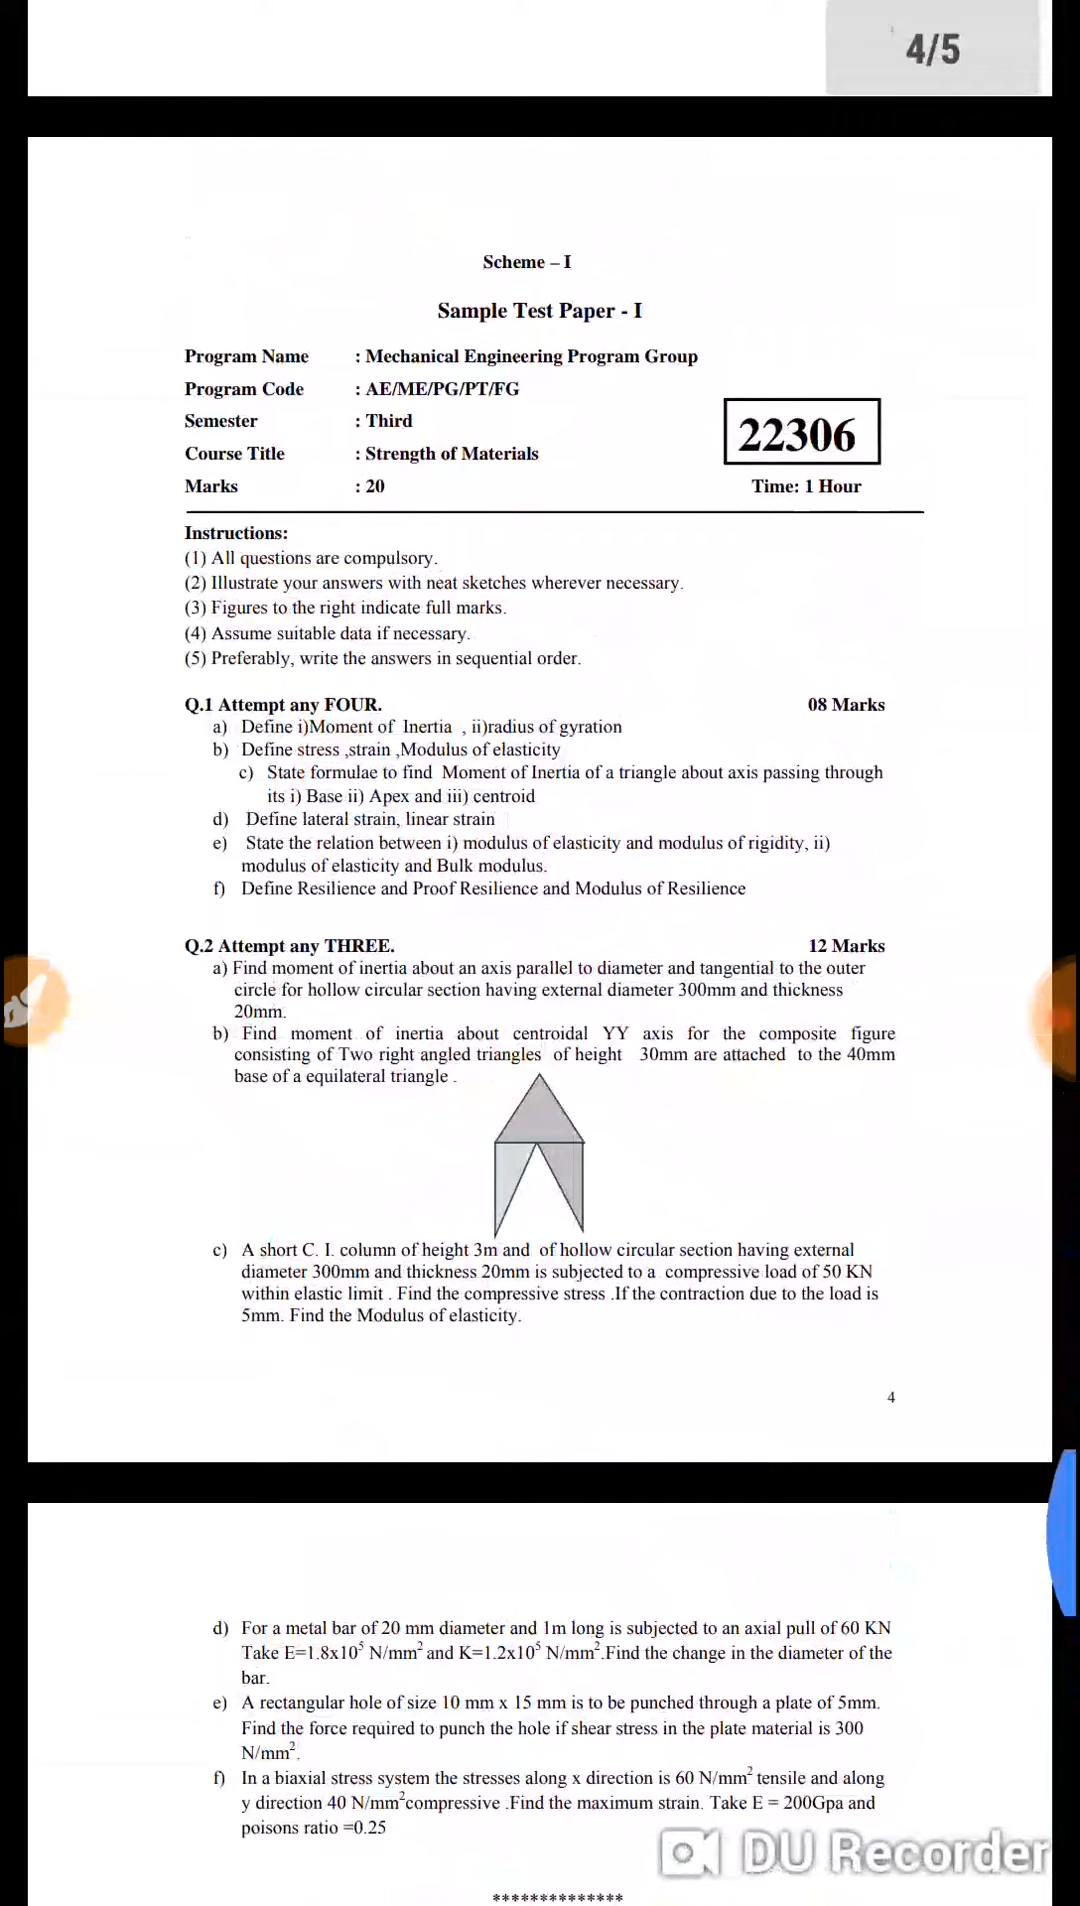 4/5
Scheme – I
Sample Test Paper - I
Program Name : Mechanical Engineering Program Group
Program Code : AE/ME/PG/PT/FG
Semester : Third
22306
Course Title : Strength of Materials
Marks : 20 Time: 1 Hour
Instructions:
(1) All questions are compulsory.
(2) Illustrate your answers with neat sketches wherever necessary.
(3) Figures to the right indicate full marks.
(4) Assume suitable data if necessary.
(5) Preferably, write the answers in sequential order.
Q.1 Attempt any FOUR. 08 Marks
a) Define i)Moment of Inertia , ii)radius of gyration
b) Define stress ,strain ,Modulus of elasticity
c) State formulae to find Moment of Inertia of a triangle about axis passing through
its i) Base ii) Apex and iii) centroid
d) Define lateral strain, linear strain
e) State the relation between i) modulus of elasticity and modulus of rigidity, ii)
modulus of elasticity and Bulk modulus.
f) Define Resilience and Proof Resilience and Modulus of Resilience
Q.2 Attempt any THREE. 12 Marks
a) Find moment of inertia about an axis parallel to diameter and tangential to the outer
circle for hollow circular section having external diameter 300mm and thickness
20mm.
b) Find moment of inertia about centroidal YY axis for the composite figure
consisting of Two right angled triangles of height 30mm are attached to the 40mm
base of a equilateral triangle .
c) A short C. I. column of height 3m and of hollow circular section having external
diameter 300mm and thickness 20mm is subjected to a compressive load of 50 KN
within elastic limit . Find the compressive stress .If the contraction due to the load is
5mm. Find the Modulus of elasticity.
4
d) For a metal bar of 20 mm diameter and 1m long is subjected to an axial pull of 60 KN
Take E=1.8x10⁵ N/mm² and K=1.2x10⁵ N/mm².Find the change in the diameter of the
bar.
e) A rectangular hole of size 10 mm x 15 mm is to be punched through a plate of 5mm.
Find the force required to punch the hole if shear stress in the plate material is 300
N/mm².
f) In a biaxial stress system the stresses along x direction is 60 N/mm² tensile and along
y direction 40 N/mm²compressive .Find the maximum strain. Take E = 200Gpa and
poisons ratio =0.25
DU Recorder
**************